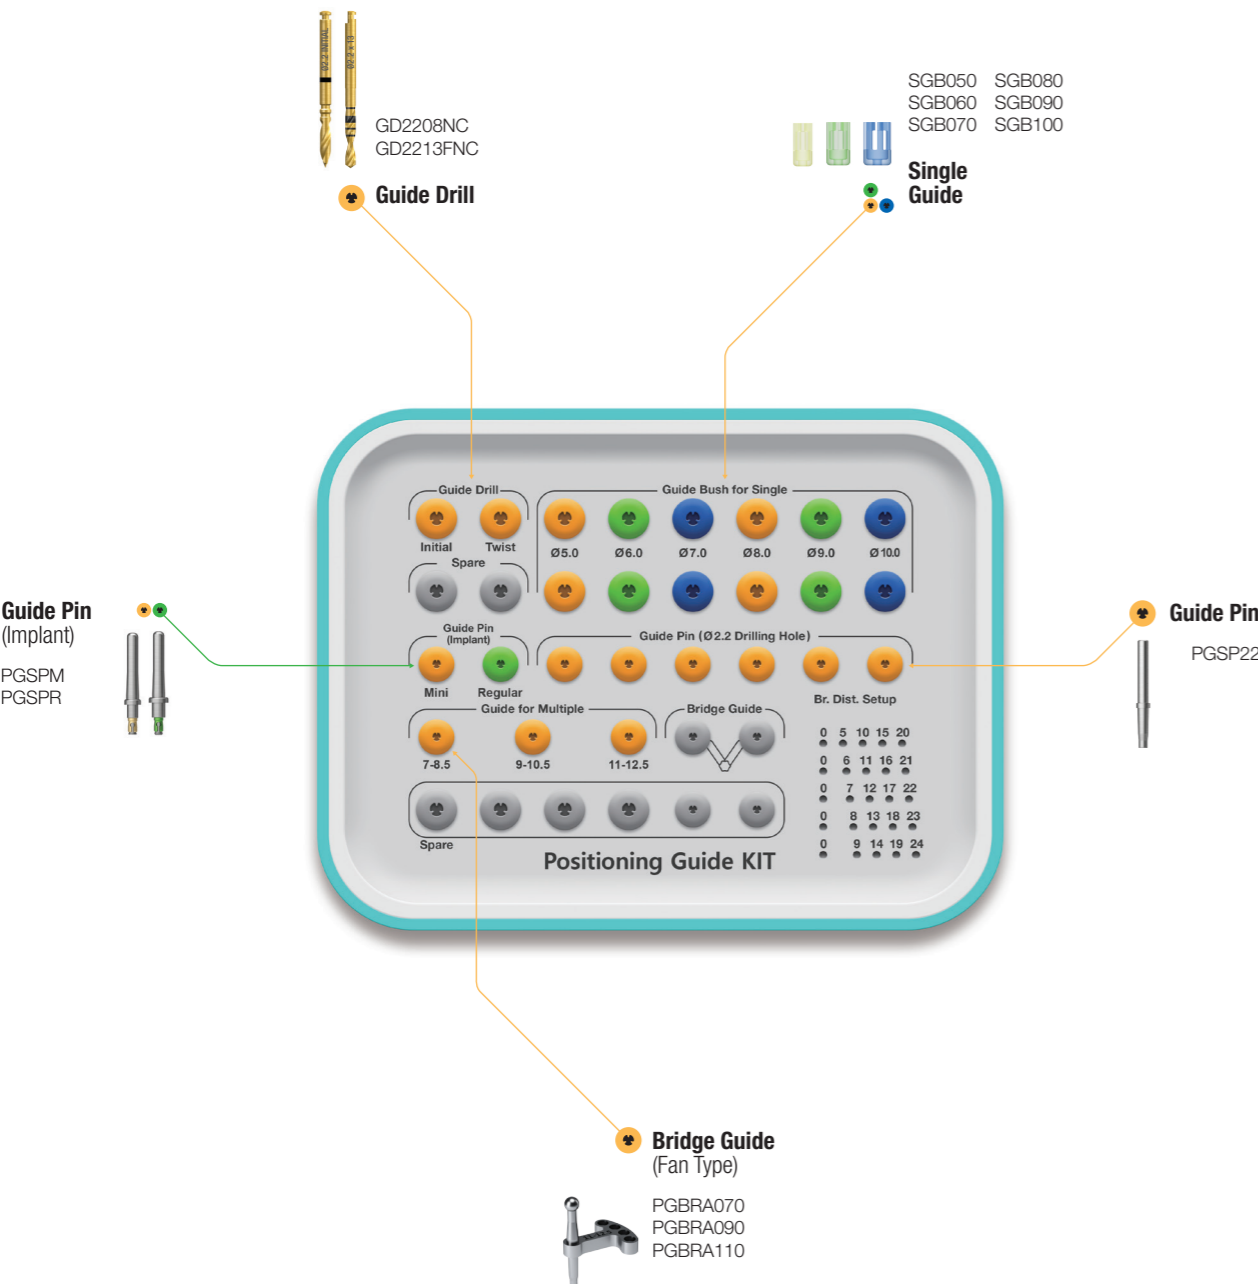 GD2208NC
GD2213FNC
Guide Drill
SGB050 SGB080
SGB060 SGB090
SGB070 SGB100
Single
Guide
Guide Drill
Initial Twist
Guide Bush for Single
Ø5.0 Ø6.0 Ø7.0 Ø8.0 Ø9.0 Ø10.0
Spare
Guide Pin
(Implant)
PGSPM
PGSPR
Guide Pin
(Implant)
Mini Regular
Guide Pin (Ø2.2 Drilling Hole)
Guide Pin
PGSP22
Guide for Multiple
7-8.5 9-10.5 11-12.5
Bridge Guide
Br. Dist. Setup
0 5 10 15 20
0 6 11 16 21
0 7 12 17 22
0 8 13 18 23
0 9 14 19 24
Spare
Positioning Guide KIT
Bridge Guide
(Fan Type)
PGBRA070
PGBRA090
PGBRA110